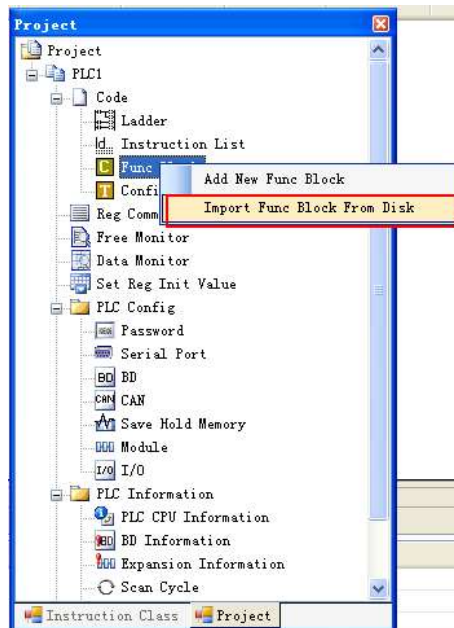 Project
Project
PLC1
Code
Ladder
Instruction List
Func
Add New Func Block
Confi
Import Func Block From Disk
Reg Comm
Free Monitor
Data Monitor
Set Reg Init Value
PLC Config
Password
Serial Port
BD BD
CAN CAN
Save Hold Memory
Module
I/O I/O
PLC Information
PLC CPU Information
BD BD Information
Expansion Information
Scan Cycle
Instruction Class Project